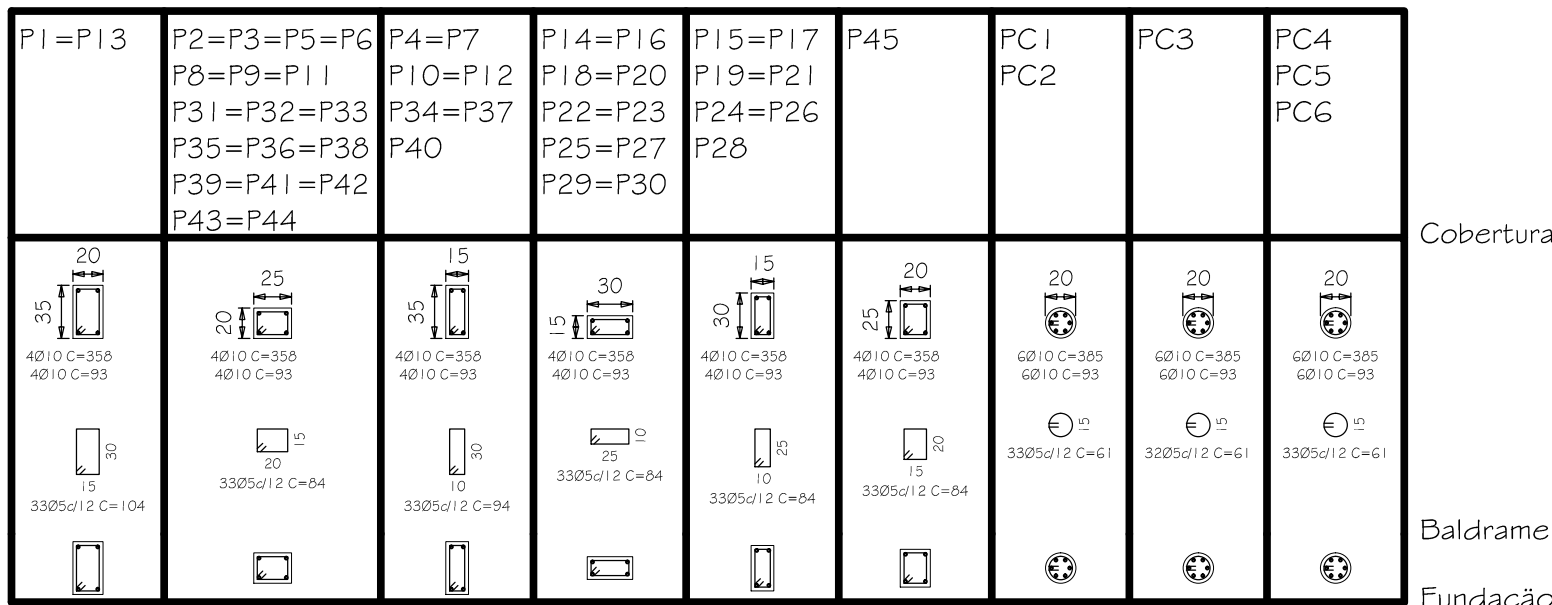 P1=P13
P2=P3=P5=P6
P8=P9=P11
P31=P32=P33
P35=P36=P38
P39=P41=P42
P43=P44
P4=P7
P10=P12
P34=P37
P40
P14=P16
P18=P20
P22=P23
P25=P27
P29=P30
P15=P17
P19=P21
P24=P26
P28
P45
PC1
PC2
PC3
PC4
PC5
PC6
Cobertura
20
35
4Ø10 C=358
4Ø10 C=93
30
15
33Ø5c/12 C=104
25
20
4Ø10 C=358
4Ø10 C=93
15
20
33Ø5c/12 C=84
15
35
4Ø10 C=358
4Ø10 C=93
30
10
33Ø5c/12 C=94
30
15
4Ø10 C=358
4Ø10 C=93
10
25
33Ø5c/12 C=84
15
30
4Ø10 C=358
4Ø10 C=93
25
10
33Ø5c/12 C=84
20
25
4Ø10 C=358
4Ø10 C=93
20
15
33Ø5c/12 C=84
20
6Ø10 C=385
6Ø10 C=93
15
33Ø5c/12 C=61
20
6Ø10 C=385
6Ø10 C=93
15
32Ø5c/12 C=61
20
6Ø10 C=385
6Ø10 C=93
15
33Ø5c/12 C=61
Baldrame
Fundação